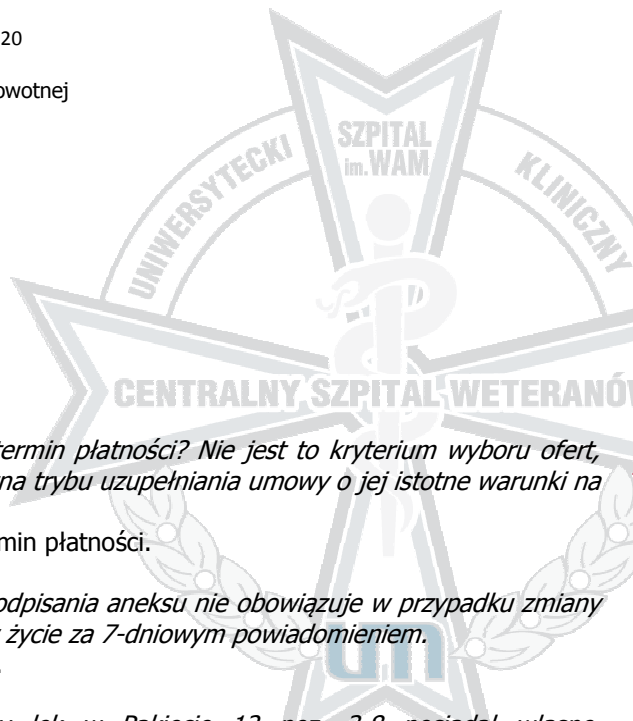 20
owotnej
SZPITAL
im. WAM
UNIWERSYTECKI
KLINICZNY
CENTRALNY SZPITAL WETERANÓW
termin płatności? Nie jest to kryterium wyboru ofert,
na trybu uzupełniania umowy o jej istotne warunki na
min płatności.
odpisania aneksu nie obowiązuje w przypadku zmiany
życie za 7-dniowym powiadomieniem.
um